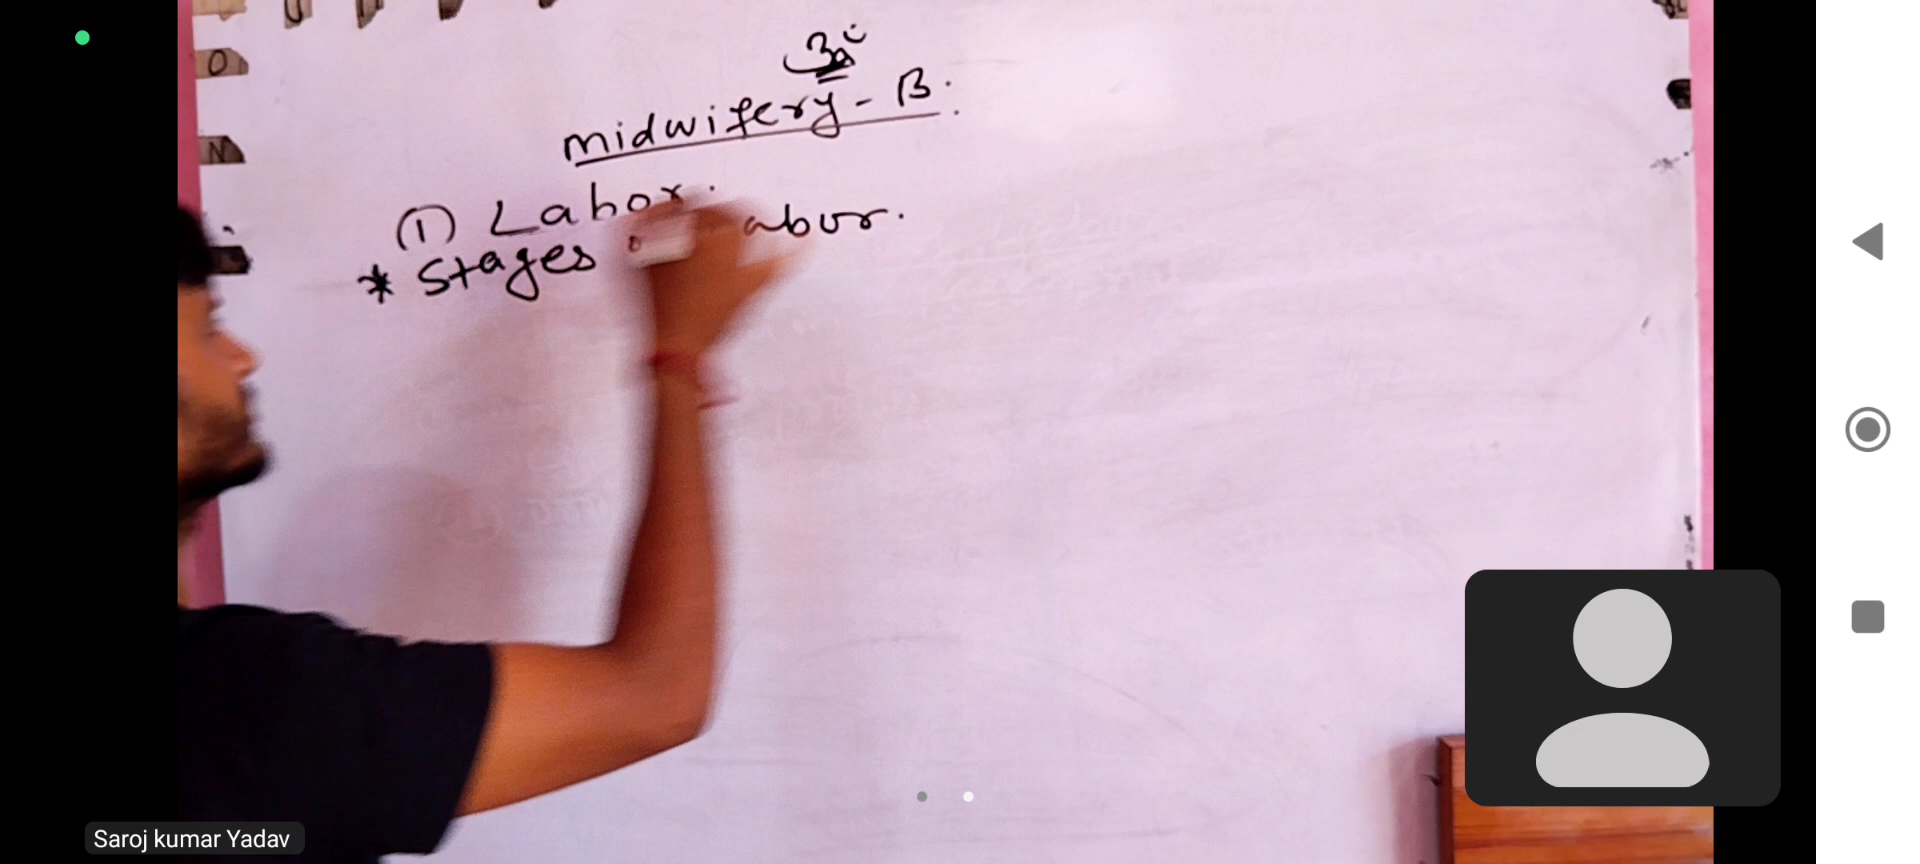 ॐ
O
midwifery - B.
N
① Labor.
* Stages abor.
Saroj kumar Yadav